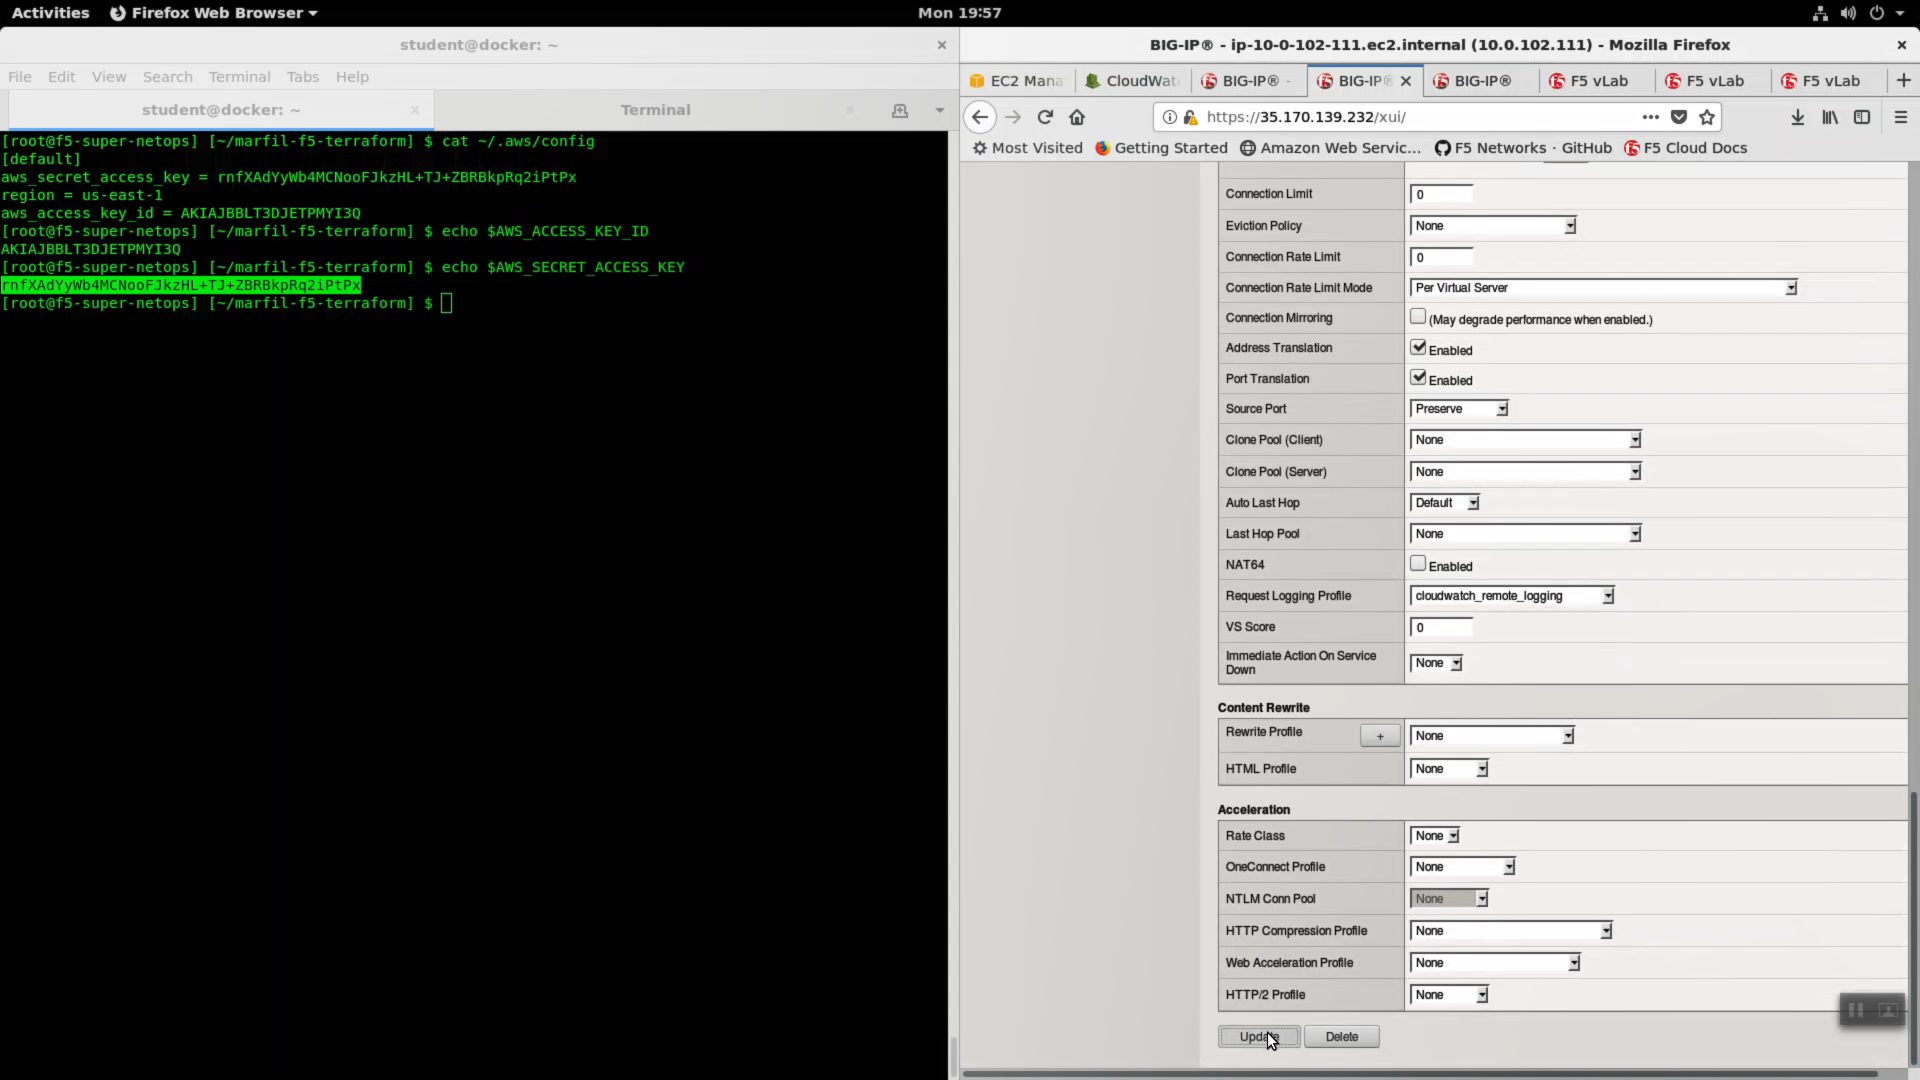 Activities
Firefox Web Browser
Mon 19:57
student@docker: ~
File Edit View Search Terminal Tabs Help
student@docker: ~
Terminal
[root@f5-super-netops] [~/marfil-f5-terraform] $ cat ~/.aws/config
[default]
aws_secret_access_key = rnfXAdYyWb4MCNooFJkzHL+TJ+ZBRBkpRq2iPtPx
region = us-east-1
aws_access_key_id = AKIAJBBLT3DJETPMYI3Q
[root@f5-super-netops] [~/marfil-f5-terraform] $ echo $AWS_ACCESS_KEY_ID
AKIAJBBLT3DJETPMYI3Q
[root@f5-super-netops] [~/marfil-f5-terraform] $ echo $AWS_SECRET_ACCESS_KEY
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
[root@f5-super-netops] [~/marfil-f5-terraform] $
BIG-IP® - ip-10-0-102-111.ec2.internal (10.0.102.111) - Mozilla Firefox
EC2 Mana CloudWat BIG-IP® - BIG-IP® BIG-IP® F5 vLab F5 vLab F5 vLab
https://35.170.139.232/xui/
Most Visited Getting Started Amazon Web Servic... F5 Networks · GitHub F5 Cloud Docs
Connection Limit 0
Eviction Policy None
Connection Rate Limit 0
Connection Rate Limit Mode Per Virtual Server
Connection Mirroring (May degrade performance when enabled.)
Address Translation Enabled
Port Translation Enabled
Source Port Preserve
Clone Pool (Client) None
Clone Pool (Server) None
Auto Last Hop Default
Last Hop Pool None
NAT64 Enabled
Request Logging Profile cloudwatch_remote_logging
VS Score 0
Immediate Action On Service Down None
Content Rewrite
Rewrite Profile + None
HTML Profile None
Acceleration
Rate Class None
OneConnect Profile None
NTLM Conn Pool None
HTTP Compression Profile None
Web Acceleration Profile None
HTTP/2 Profile None
Update Delete